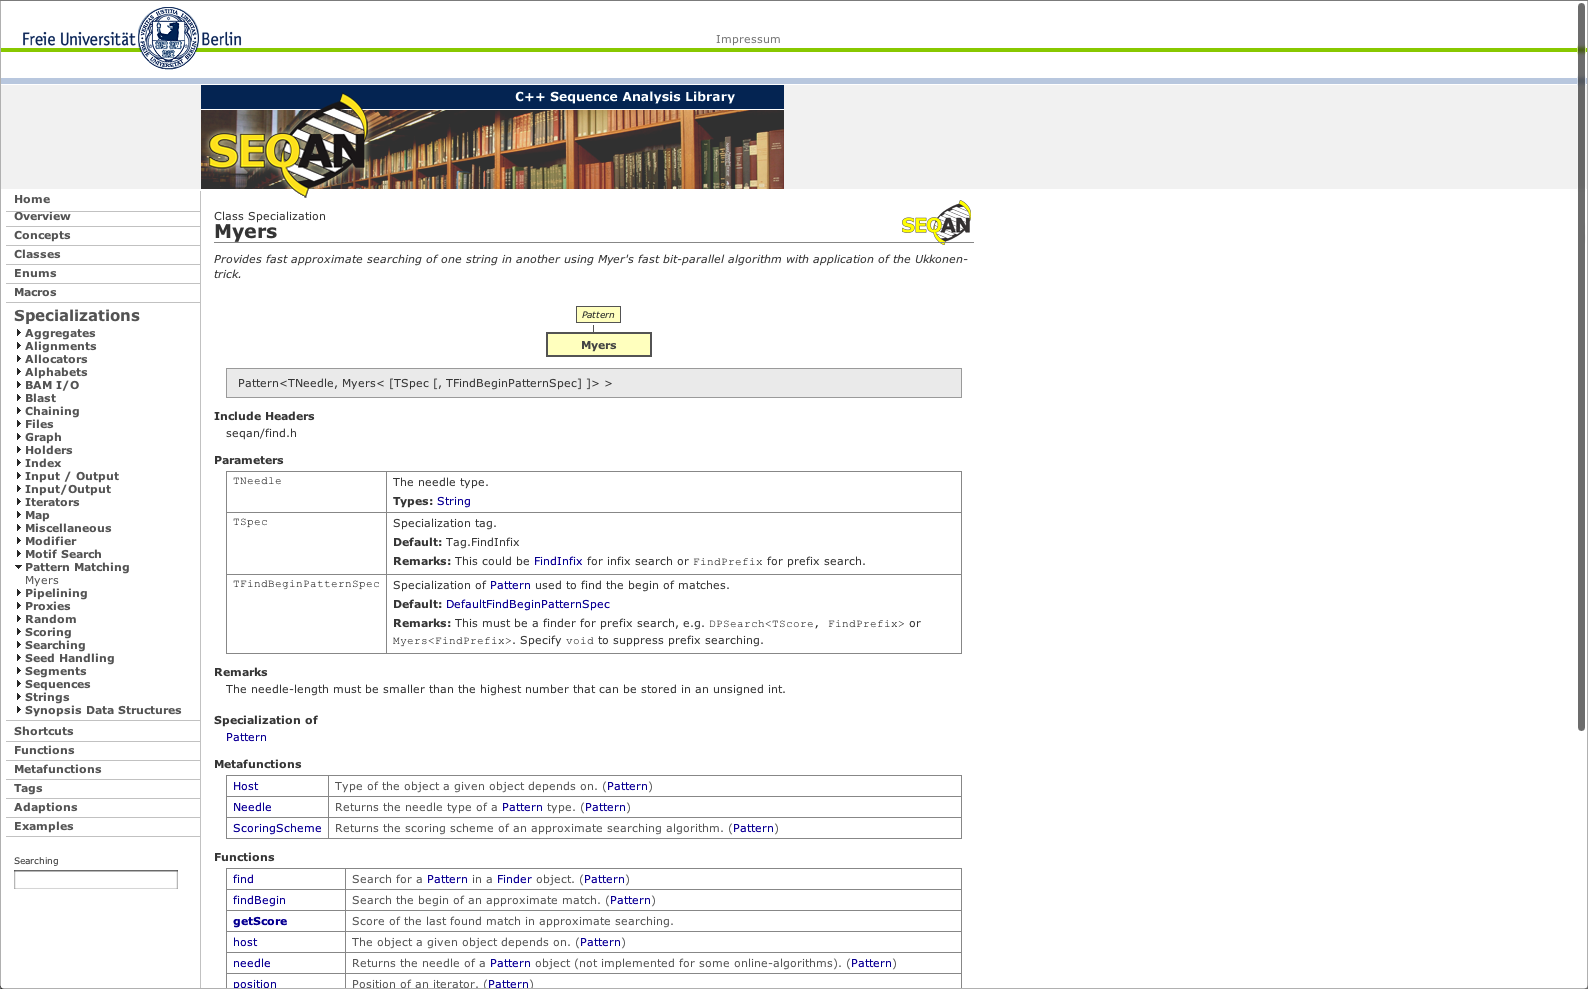 Freie Universität Berlin
Impressum
C++ Sequence Analysis Library
SEQAN
Home
Overview
Concepts
Classes
Enums
Macros
Specializations
Aggregates
Alignments
Allocators
Alphabets
BAM I/O
Blast
Chaining
Files
Graph
Holders
Index
Input / Output
Input/Output
Iterators
Map
Miscellaneous
Modifier
Motif Search
Pattern Matching
Myers
Pipelining
Proxies
Random
Scoring
Searching
Seed Handling
Segments
Sequences
Strings
Synopsis Data Structures
Shortcuts
Functions
Metafunctions
Tags
Adaptions
Examples
Searching
Class Specialization
Myers
SEQAN
Provides fast approximate searching of one string in another using Myer's fast bit-parallel algorithm with application of the Ukkonen-
trick.
Pattern
Myers
Pattern<TNeedle, Myers< [TSpec [, TFindBeginPatternSpec] ]> >
Include Headers
seqan/find.h
Parameters
TNeedle The needle type.
Types: String
TSpec Specialization tag.
Default: Tag.FindInfix
Remarks: This could be FindInfix for infix search or FindPrefix for prefix search.
TFindBeginPatternSpec Specialization of Pattern used to find the begin of matches.
Default: DefaultFindBeginPatternSpec
Remarks: This must be a finder for prefix search, e.g. DPSearch<TScore, FindPrefix> or
Myers<FindPrefix>. Specify void to suppress prefix searching.
Remarks
The needle-length must be smaller than the highest number that can be stored in an unsigned int.
Specialization of
Pattern
Metafunctions
Host Type of the object a given object depends on. (Pattern)
Needle Returns the needle type of a Pattern type. (Pattern)
ScoringScheme Returns the scoring scheme of an approximate searching algorithm. (Pattern)
Functions
find Search for a Pattern in a Finder object. (Pattern)
findBegin Search the begin of an approximate match. (Pattern)
getScore Score of the last found match in approximate searching.
host The object a given object depends on. (Pattern)
needle Returns the needle of a Pattern object (not implemented for some online-algorithms). (Pattern)
position Position of an iterator. (Pattern)